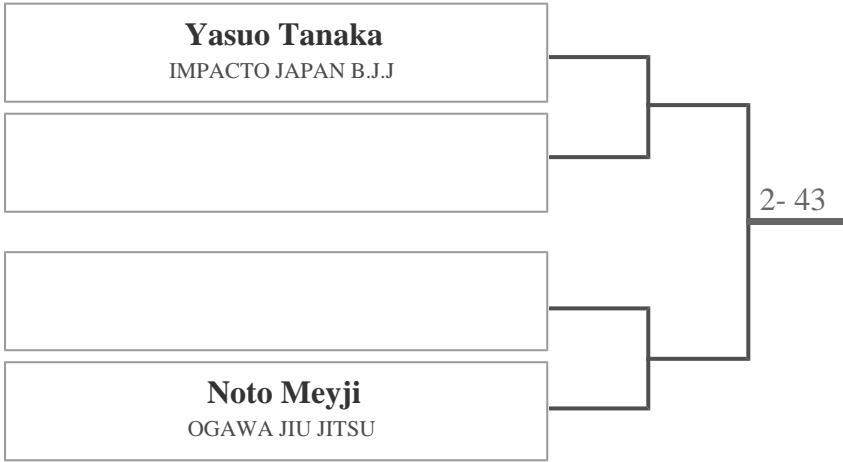 Yasuo Tanaka
IMPACTO JAPAN B.J.J
2- 43
Noto Meyji
OGAWA JIU JITSU